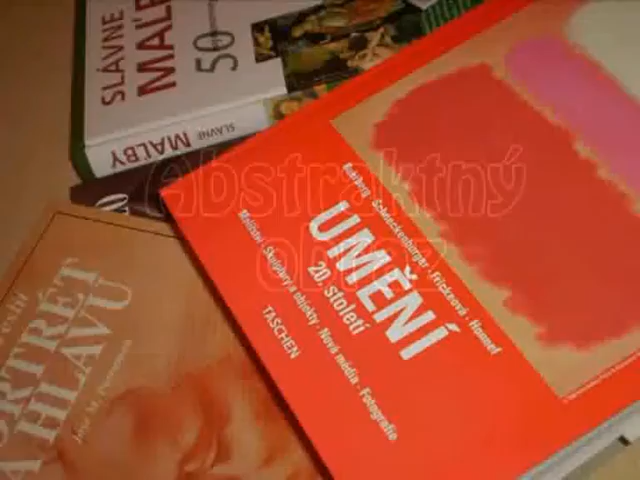 SLÁVNE
MAĽ
50
SLÁVNE MAĽBY
Abstraktný
obraz
Ruhrberg · Schneckenburger · Frickeová · Honnef
UMĚNÍ
20. století
Malířství · Skulptury a objekty · Nová média · Fotografie
TASCHEN
PORTRÉT
A HLAVU